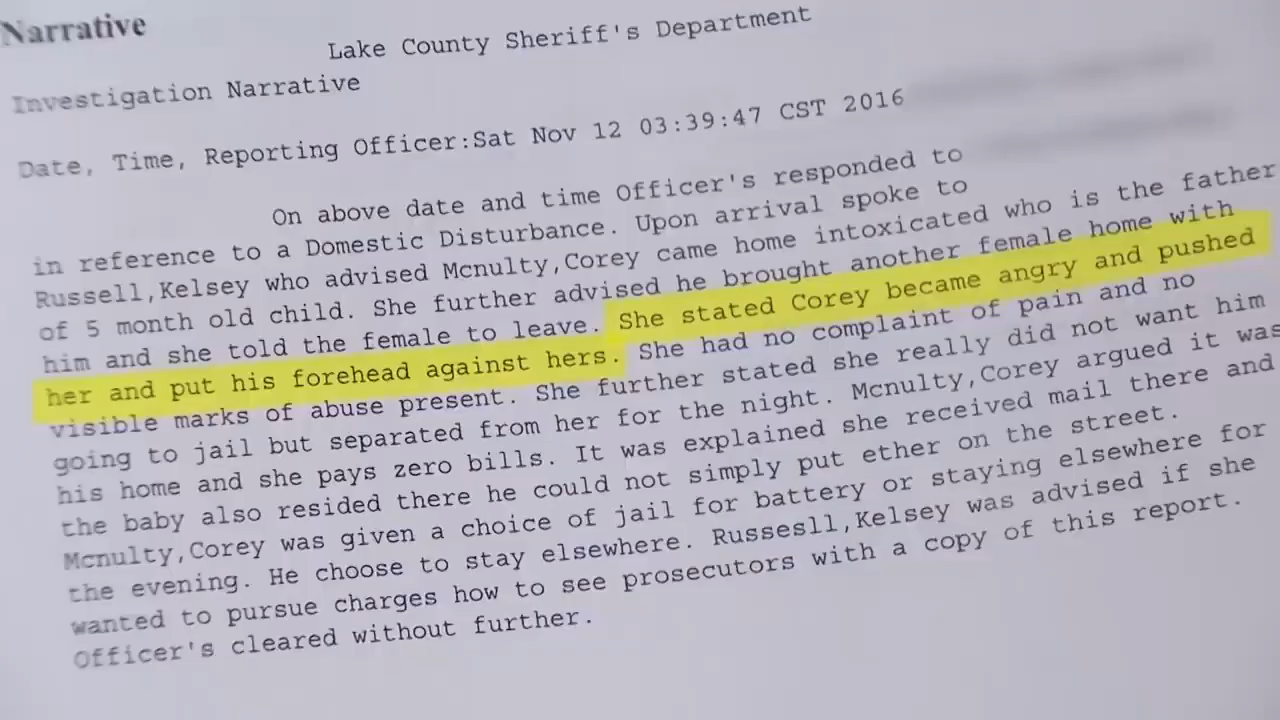 Narrative
Lake County Sheriff's Department
Investigation Narrative
Date, Time, Reporting Officer:Sat Nov 12 03:39:47 CST 2016
On above date and time Officer's responded to
in reference to a Domestic Disturbance. Upon arrival spoke to
Russell,Kelsey who advised Mcnulty,Corey came home intoxicated who is the father
of 5 month old child. She further advised he brought another female home with
him and she told the female to leave. She stated Corey became angry and pushed
her and put his forehead against hers. She had no complaint of pain and no
visible marks of abuse present. She further stated she really did not want him
going to jail but separated from her for the night. Mcnulty,Corey argued it was
his home and she pays zero bills. It was explained she received mail there and
the baby also resided there he could not simply put ether on the street.
Mcnulty,Corey was given a choice of jail for battery or staying elsewhere for
the evening. He choose to stay elsewhere. Russesll,Kelsey was advised if she
wanted to pursue charges how to see prosecutors with a copy of this report.
Officer's cleared without further.